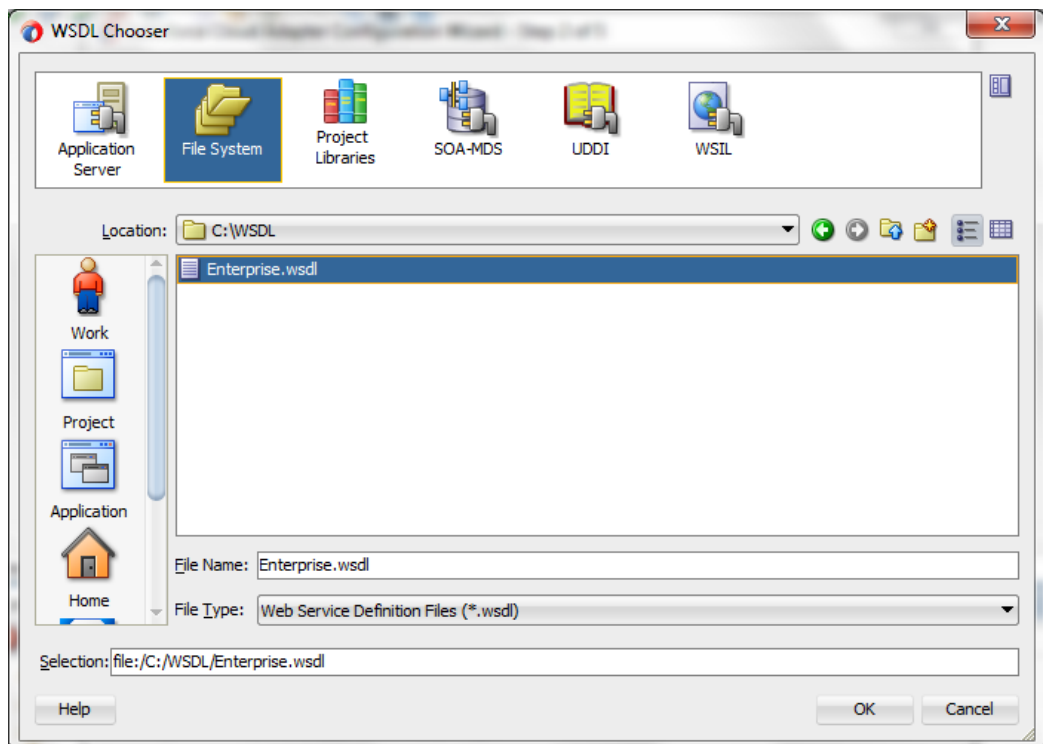 WSDL Chooser
Application
Server
File System
Project
Libraries
SOA-MDS
UDDI
WSIL
Location:
C:\WSDL
Work
Project
Application
Home
Enterprise.wsdl
File Name:
Enterprise.wsdl
File Type:
Web Service Definition Files (*.wsdl)
Selection:
file:/C:/WSDL/Enterprise.wsdl
Help
OK
Cancel